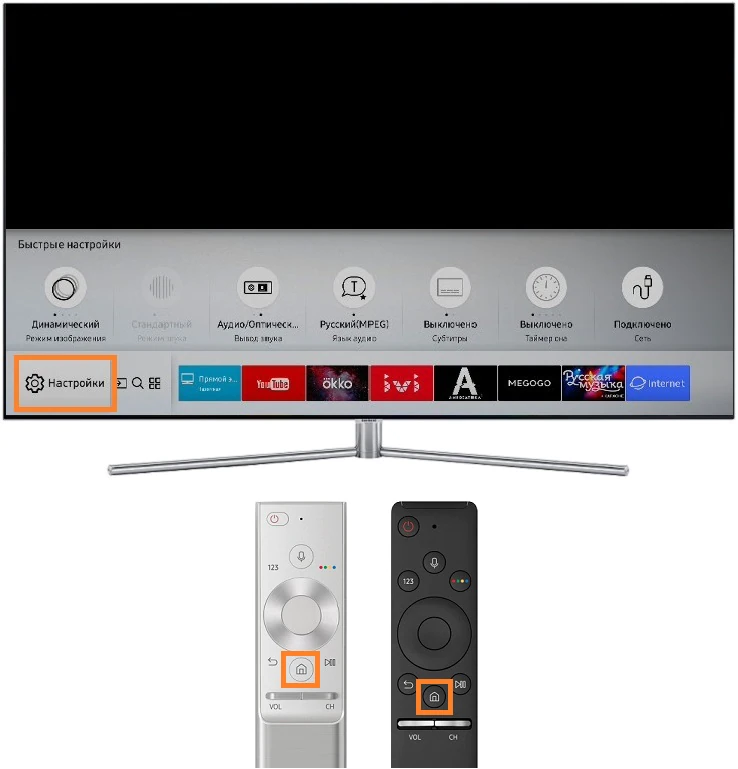 Быстрые настройки
Динамический
Режим изображения
Стандартный
Режим звука
Аудио/Оптическ...
Вывод звука
Русский(MPEG)
Язык аудио
Выключено
Субтитры
Выключено
Таймер сна
Подключено
Сеть
Настройки
Прямой э...
YouTube
okko
ivi
А
АМЕДИАТЕКА
MEGOGO
Русская
музыка
Internet
SAMSUNG
123
VOL
CH
123
VOL
CH